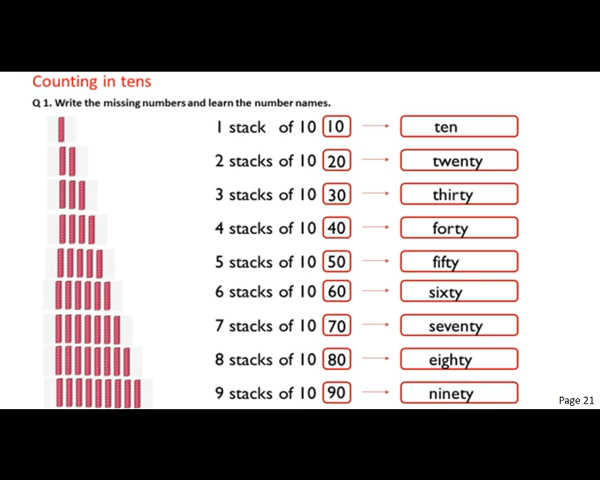 Counting in tens
Q 1. Write the missing numbers and learn the number names.
1 stack of 10 10 ten
2 stacks of 10 20 twenty
3 stacks of 10 30 thirty
4 stacks of 10 40 forty
5 stacks of 10 50 fifty
6 stacks of 10 60 sixty
7 stacks of 10 70 seventy
8 stacks of 10 80 eighty
9 stacks of 10 90 ninety
Page 21